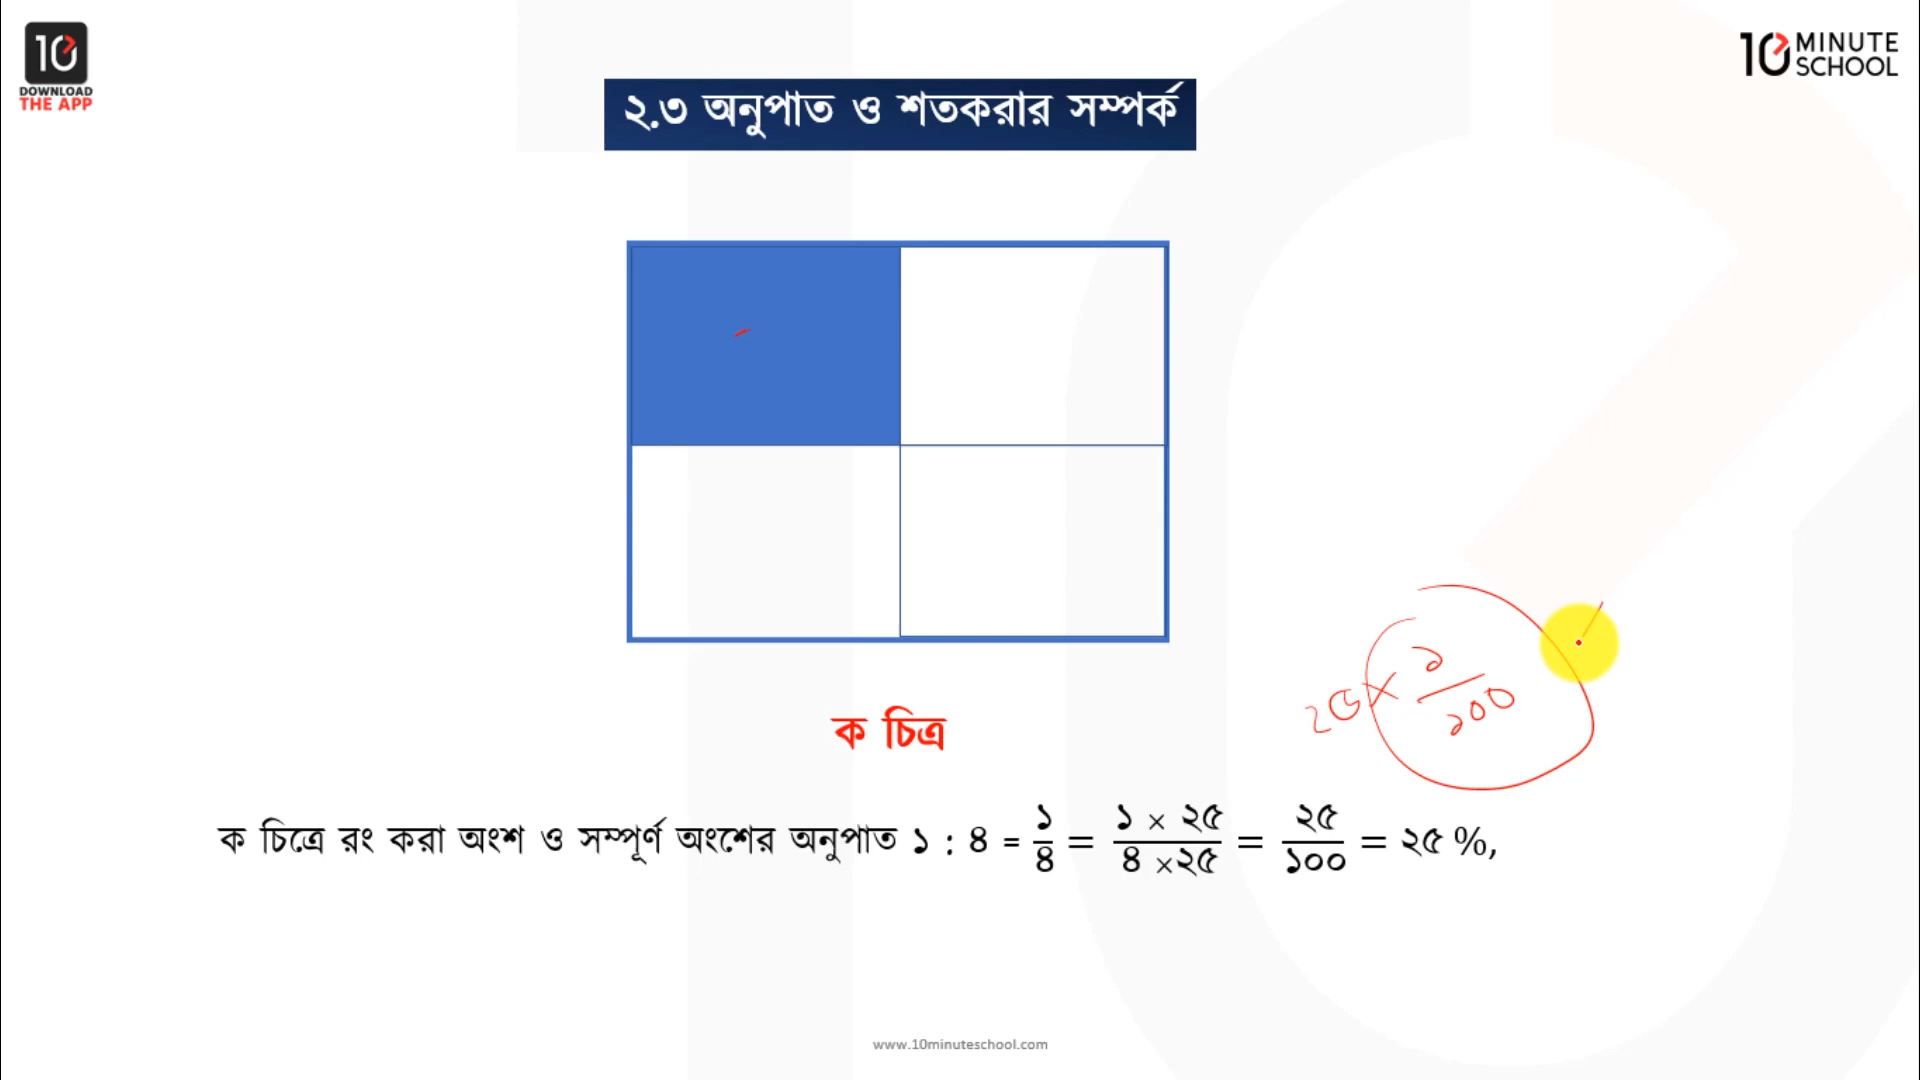 10
DOWNLOAD
THE APP
10 MINUTE
SCHOOL
২.৩ অনুপাত ও শতকরার সম্পর্ক
২৫ × ১/১০০
ক চিত্র
ক চিত্রে রং করা অংশ ও সম্পূর্ণ অংশের অনুপাত ১ : ৪ = ১/৪ = ১ × ২৫/৪ ×২৫ = ২৫/১০০ = ২৫ %,
www.10minuteschool.com